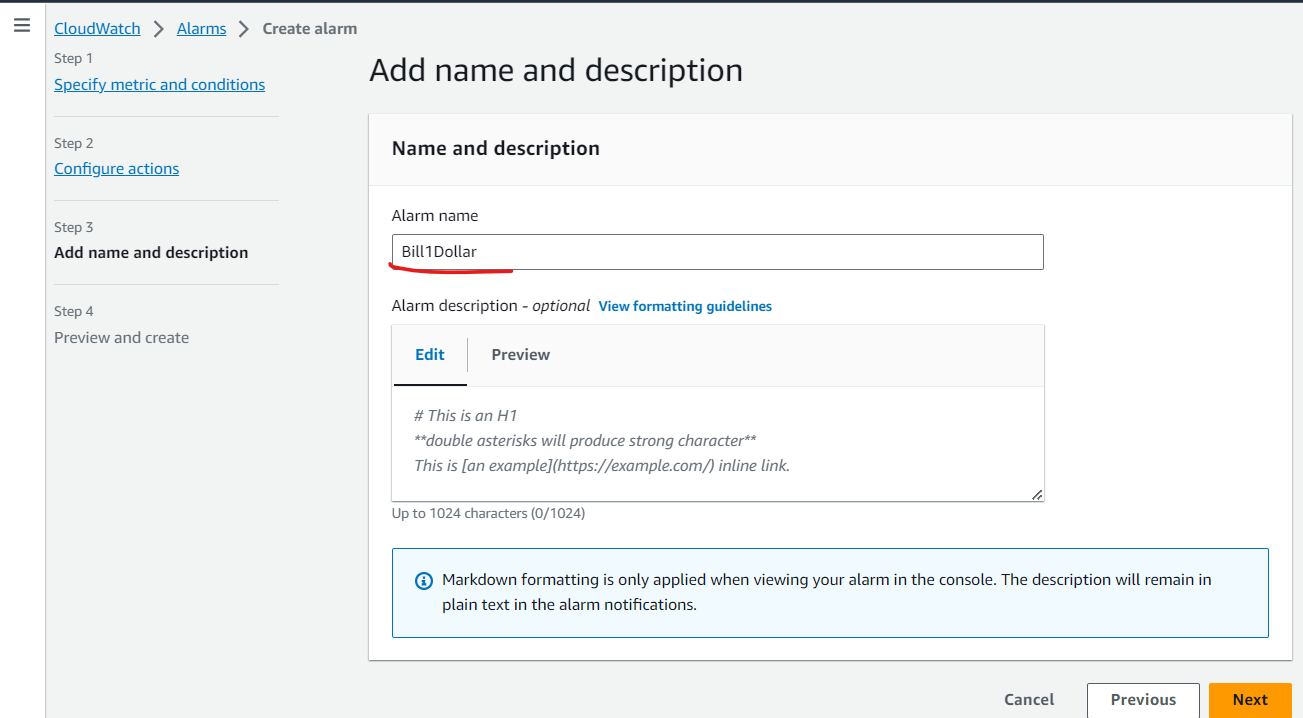 CloudWatch > Alarms > Create alarm
Step 1
Specify metric and conditions
Step 2
Configure actions
Step 3
Add name and description
Step 4
Preview and create
Add name and description
Name and description
Alarm name
Bill1Dollar
Alarm description - optional View formatting guidelines
Edit Preview
# This is an H1
**double asterisks will produce strong character**
This is [an example](https://example.com/) inline link.
Up to 1024 characters (0/1024)
Markdown formatting is only applied when viewing your alarm in the console. The description will remain in
plain text in the alarm notifications.
Cancel Previous Next